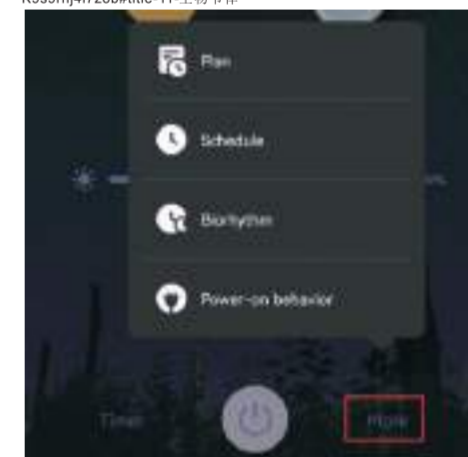 Plan
Schedule
Biorhythm
Power-on behavior
Timer
More